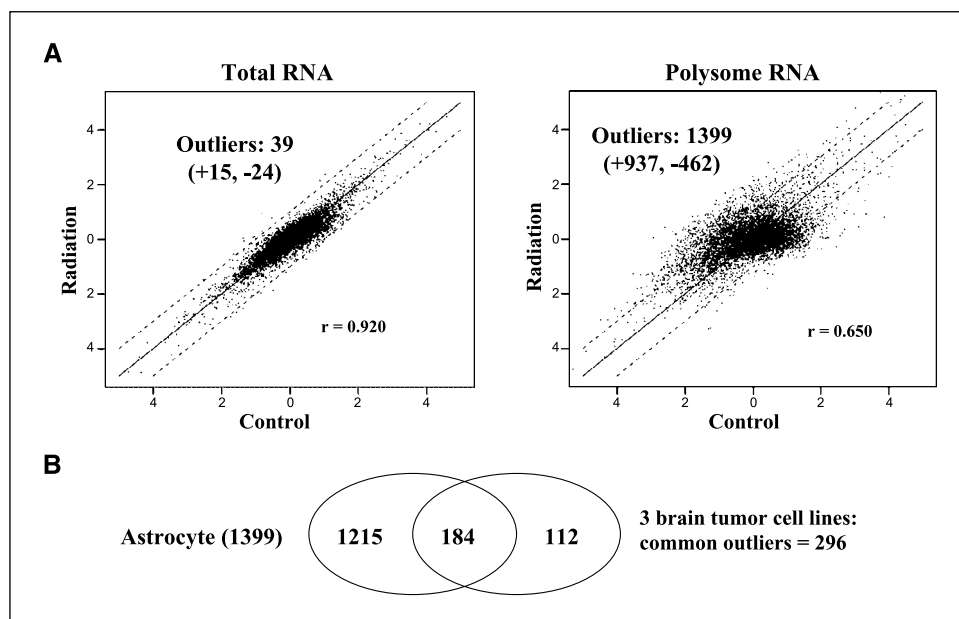 A
Total RNA
Outliers: 39
(+15, -24)
r = 0.920
4
2
0
2
4
Radiation
4
2
0
2
4
Control
Polysome RNA
Outliers: 1399
(+937, -462)
r = 0.650
4
2
0
2
4
Radiation
4
2
0
2
4
Control
B
Astrocyte (1399)
1215
184
112
3 brain tumor cell lines:
common outliers = 296